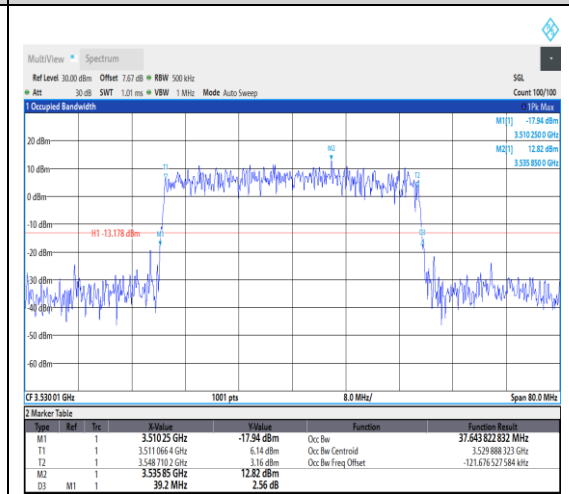 MultiView Spectrum
Ref Level 30.00 dBm Offset 7.67 dB RBW 500 kHz SGL
Att 30 dB SWT 1.01 ms VBW 1 MHz Mode Auto Sweep Count 100/100
1 Occupied Bandwidth 1Pk Max
M1[1] -17.94 dBm
3.510 250 0 GHz
M2[1] 12.82 dBm
3.535 850 0 GHz
20 dBm
M2
10 dBm
T1
T2
0 dBm
-10 dBm
H1 -13.178 dBm
M1
D3
-20 dBm
-30 dBm
-40 dBm
-50 dBm
-60 dBm
CF 3.530 01 GHz 1001 pts 8.0 MHz/ Span 80.0 MHz
2 Marker Table
Type Ref Trc X-Value Y-Value Function Function Result
M1 1 3.510 25 GHz -17.94 dBm Occ Bw 37.643 822 832 MHz
T1 1 3.511 066 4 GHz 6.14 dBm Occ Bw Centroid 3.529 888 323 GHz
T2 1 3.548 710 2 GHz 3.16 dBm Occ Bw Freq Offset -121.676 527 584 kHz
M2 1 3.535 85 GHz 12.82 dBm
D3 M1 1 39.2 MHz 2.56 dB